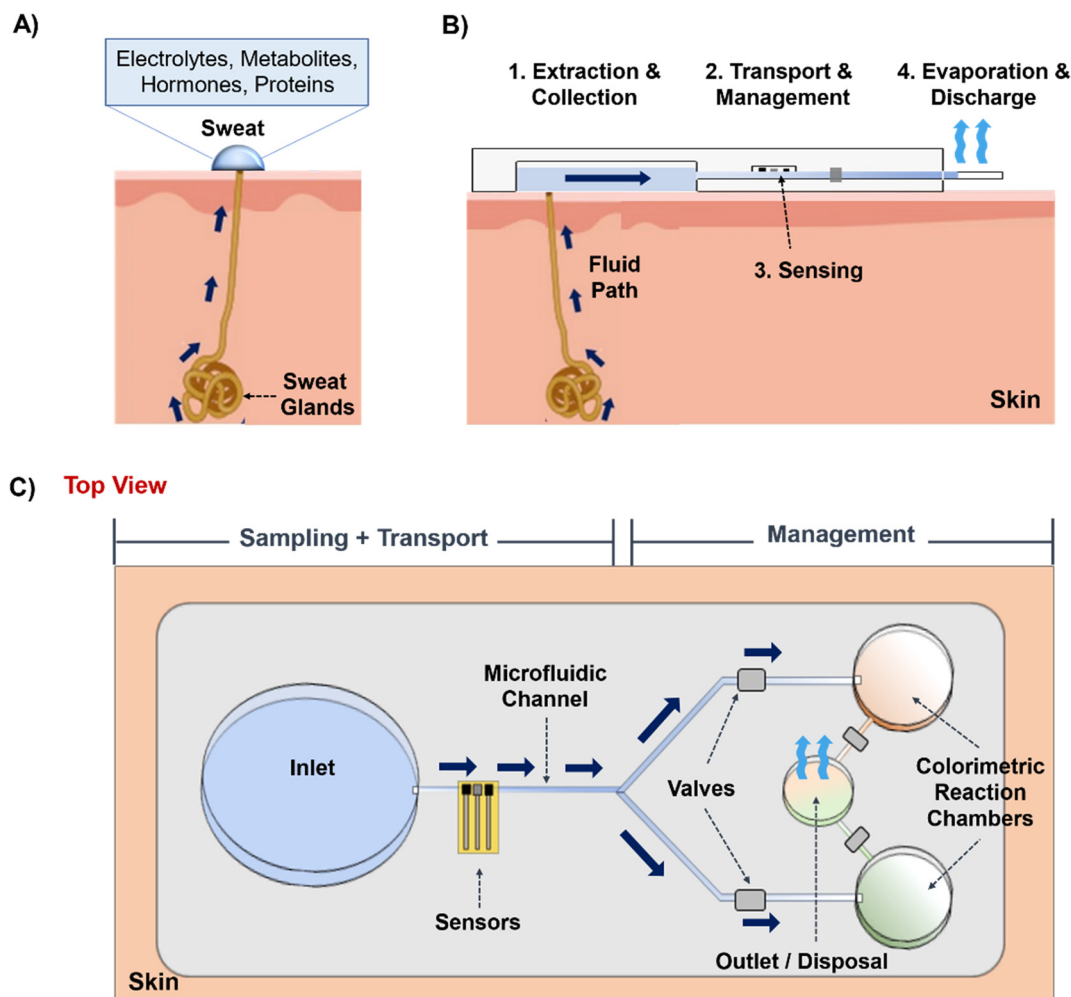 A)
Electrolytes, Metabolites,
Hormones, Proteins
Sweat
Sweat
Glands
B)
1. Extraction &
Collection
2. Transport &
Management
4. Evaporation &
Discharge
Fluid
Path
3. Sensing
Skin
C)
Top View
Sampling + Transport
Management
Microfluidic
Channel
Inlet
Valves
Colorimetric
Reaction
Chambers
Sensors
Outlet / Disposal
Skin